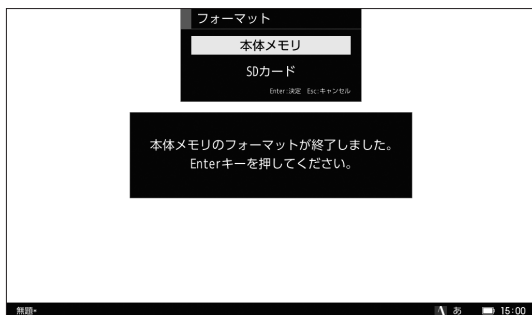 フォーマット
本体メモリ
SDカード
Enter:決定 Esc:キャンセル
本体メモリのフォーマットが終了しました。
Enterキーを押してください。
無題* A あ 15:00